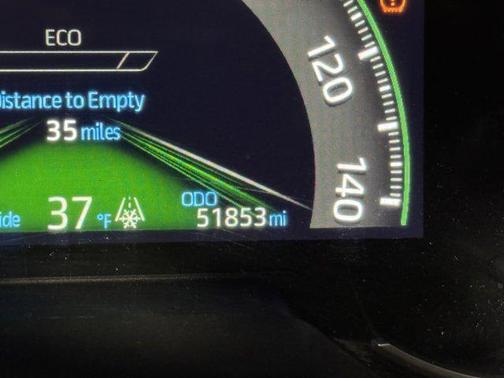 ECO
istance to Empty
35 miles
ide 37 °F
ODO
51853 mi
120
140